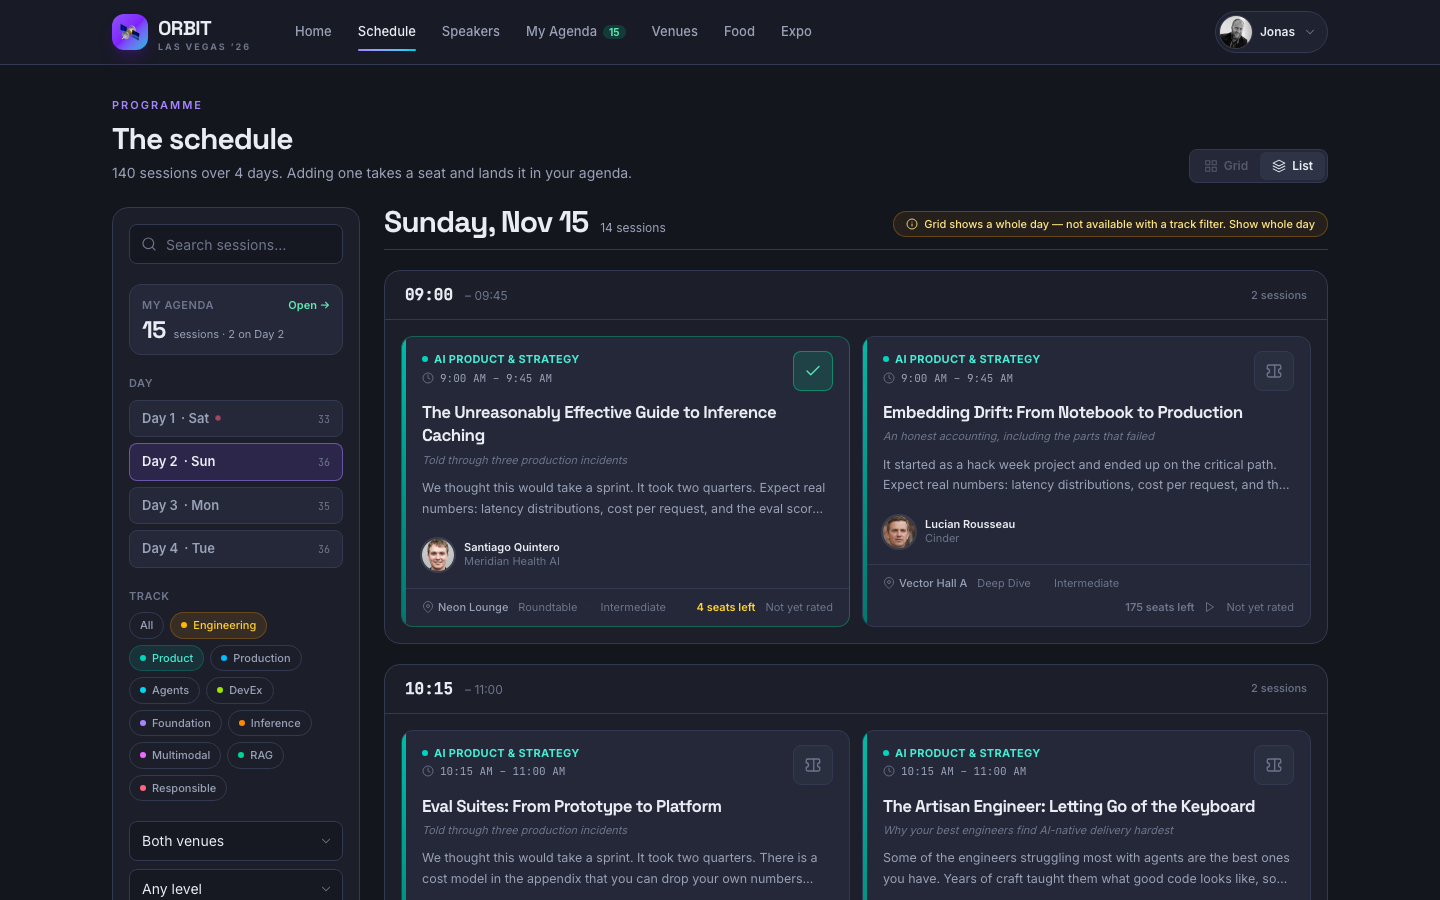 ORBIT
LAS VEGAS '26
Home
Schedule
Speakers
My Agenda 15
Venues
Food
Expo
Jonas
PROGRAMME
The schedule
140 sessions over 4 days. Adding one takes a seat and lands it in your agenda.
Grid
List
Search sessions...
MY AGENDA
Open →
15 sessions · 2 on Day 2
DAY
Day 1 · Sat 33
Day 2 · Sun 36
Day 3 · Mon 35
Day 4 · Tue 36
TRACK
All
Engineering
Product
Production
Agents
DevEx
Foundation
Inference
Multimodal
RAG
Responsible
Both venues
Any level
Sunday, Nov 15 14 sessions
Grid shows a whole day — not available with a track filter. Show whole day
09:00 – 09:45
2 sessions
AI PRODUCT & STRATEGY
9:00 AM – 9:45 AM
The Unreasonably Effective Guide to Inference
Caching
Told through three production incidents
We thought this would take a sprint. It took two quarters. Expect real
numbers: latency distributions, cost per request, and the eval scor...
Santiago Quintero
Meridian Health AI
Neon Lounge Roundtable Intermediate 4 seats left Not yet rated
AI PRODUCT & STRATEGY
9:00 AM – 9:45 AM
Embedding Drift: From Notebook to Production
An honest accounting, including the parts that failed
It started as a hack week project and ended up on the critical path.
Expect real numbers: latency distributions, cost per request, and th...
Lucian Rousseau
Cinder
Vector Hall A Deep Dive Intermediate
175 seats left Not yet rated
10:15 – 11:00
2 sessions
AI PRODUCT & STRATEGY
10:15 AM – 11:00 AM
Eval Suites: From Prototype to Platform
Told through three production incidents
We thought this would take a sprint. It took two quarters. There is a
cost model in the appendix that you can drop your own numbers...
AI PRODUCT & STRATEGY
10:15 AM – 11:00 AM
The Artisan Engineer: Letting Go of the Keyboard
Why your best engineers find AI-native delivery hardest
Some of the engineers struggling most with agents are the best ones
you have. Years of craft taught them what good code looks like, so...